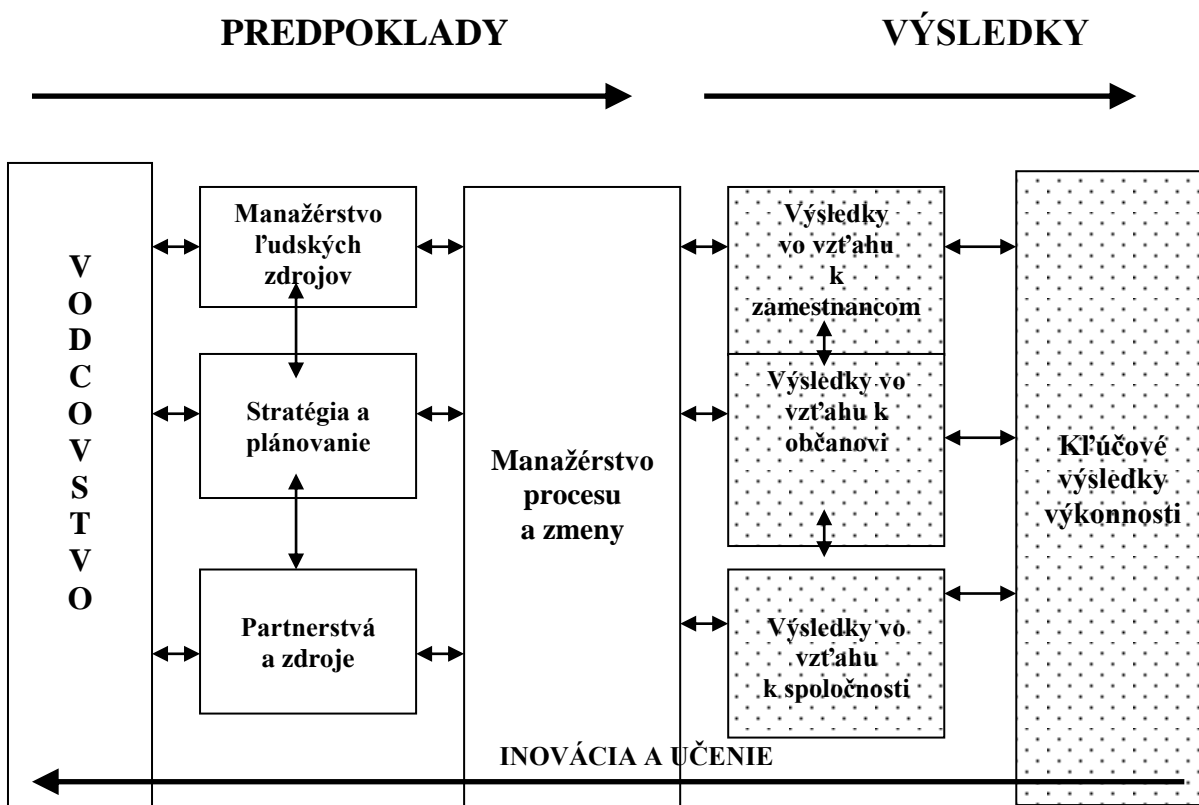 PREDPOKLADY
VÝSLEDKY
V
O
D
C
O
V
S
T
V
O
Manažérstvo
ľudských
zdrojov
Stratégia a
plánovanie
Partnerstvá
a zdroje
Manažérstvo
procesu
a zmeny
Výsledky
vo vzťahu
k
zamestnancom
Výsledky vo
vzťahu k
občanovi
Výsledky vo
vzťahu
k spoločnosti
Kľúčové
výsledky
výkonnosti
INOVÁCIA A UČENIE